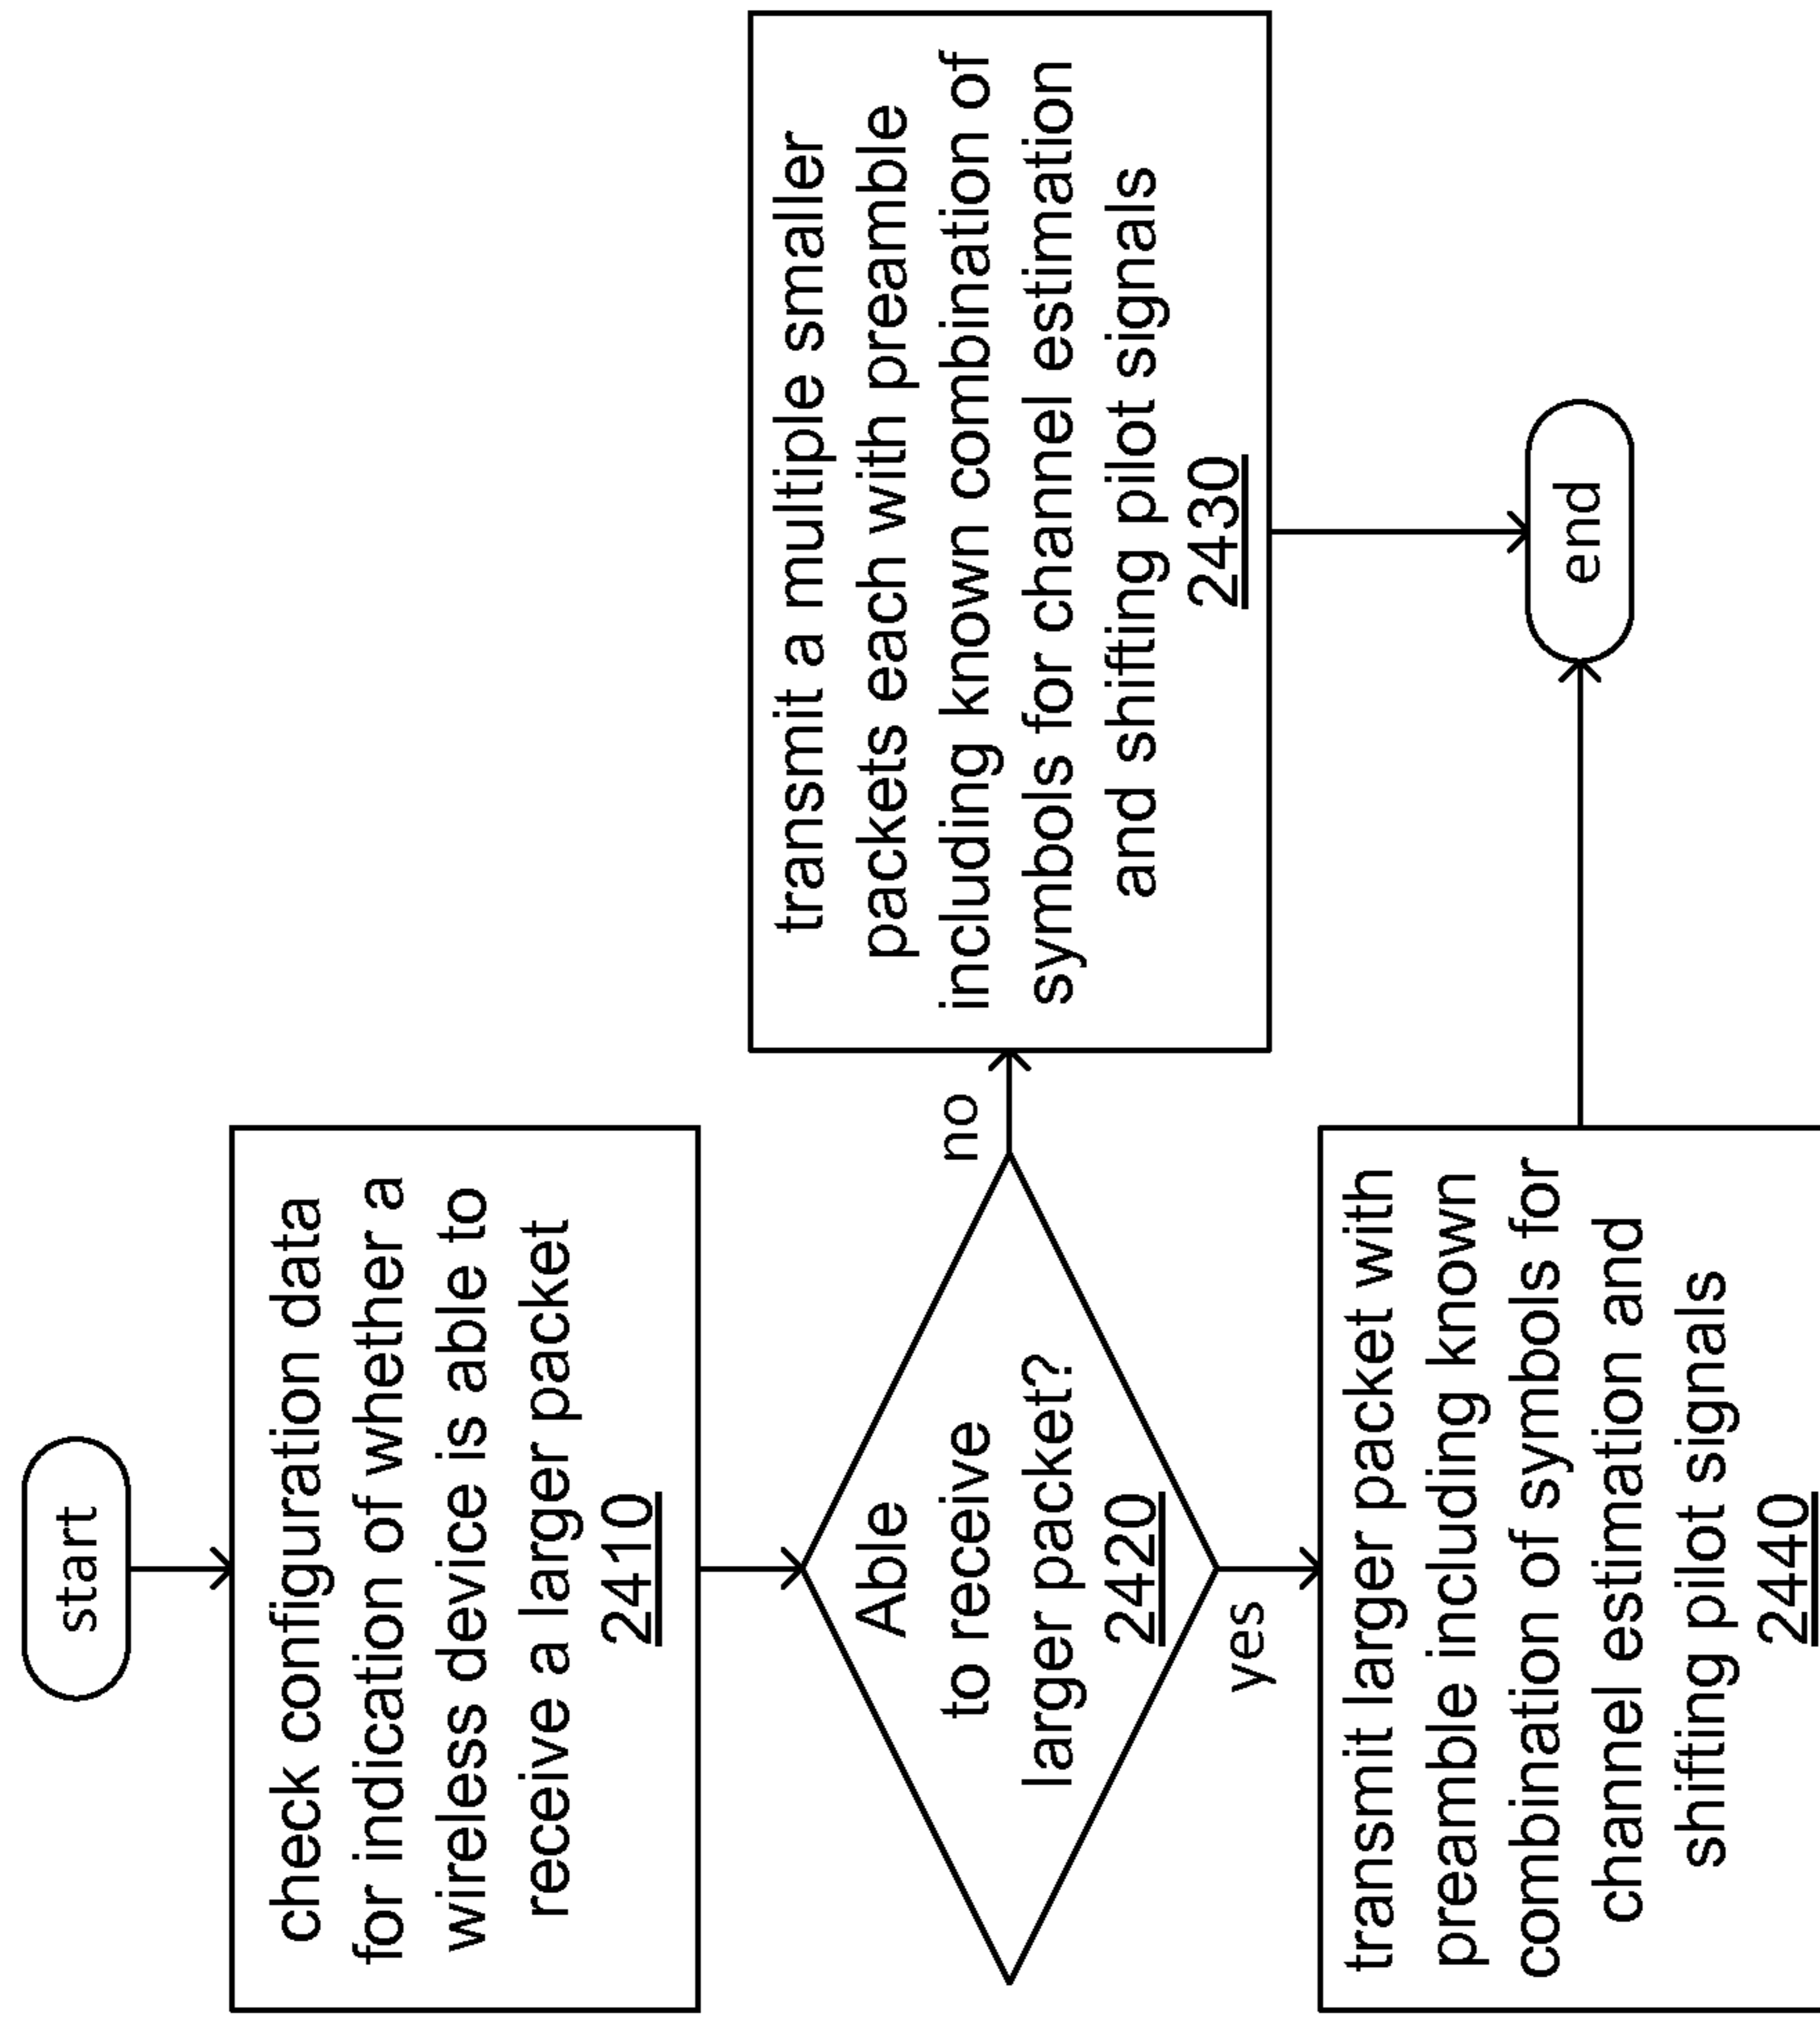 start
check configuration data
for indication of whether a
wireless device is able to
receive a larger packet
2410
Able
to receive
larger packet?
2420
no
transmit a multiple smaller
packets each with preamble
including known combination of
symbols for channel estimation
and shifting pilot signals
2430
yes
transmit larger packet with
preamble including known
combination of symbols for
channel estimation and
shifting pilot signals
2440
end